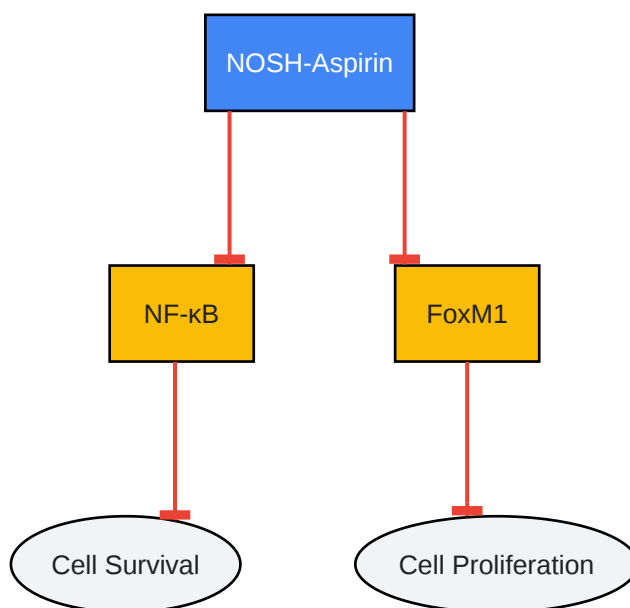 NOSH-Aspirin
NF-κB
FoxM1
Cell Survival
Cell Proliferation